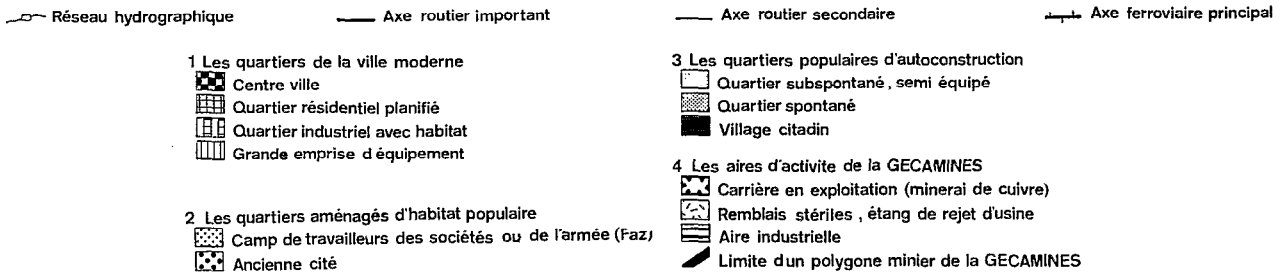 Réseau hydrographique Axe routier important Axe routier secondaire Axe ferroviaire principal
1 Les quartiers de la ville moderne
Centre ville
Quartier résidentiel planifié
Quartier industriel avec habitat
Grande emprise d équipement
2 Les quartiers aménagés d'habitat populaire
Camp de travailleurs des sociétés ou de l'armée (Faz)
Ancienne cité
3 Les quartiers populaires d'autoconstruction
Quartier subspontané, semi équipé
Quartier spontané
Village citadin
4 Les aires d'activite de la GECAMINES
Carrière en exploitation (minerai de cuivre)
Remblais stériles, étang de rejet d'usine
Aire industrielle
Limite dun polygone minier de la GECAMINES